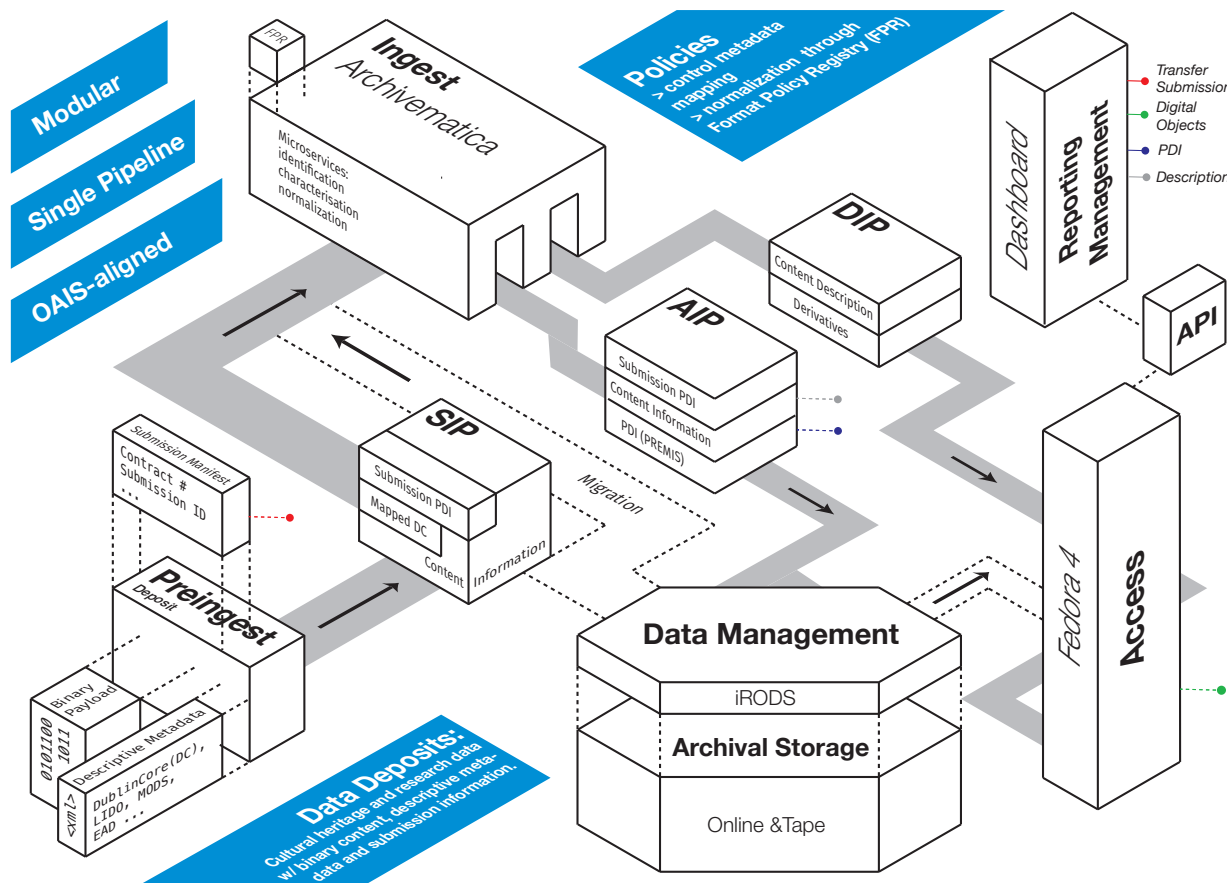 Modular
Single Pipeline
OAIS-aligned
FPR
Ingest
Archivematica
Microservices:
identification
characterisation
normalization
Policies
> control metadata
mapping
> normalization through
Format Policy Registry (FPR)
Dashboard
Reporting
Management
Transfer
Submission
Digital
Objects
PDI
Description
API
DIP
Content Description
Derivatives
AIP
Submission PDI
Content Information
PDI (PREMIS)
SIP
Submission PDI
Mapped DC
Content
Information
Migration
Submission Manifest
Contract #
Submission ID
...
Preingest
Deposit
Binary
Payload
0101100
1011
Descriptive Metadata
<xml>
DublinCore(DC),
LIDO, MODS,
EAD ...
Data Deposits:
Cultural heritage and research data
w/ binary content, descriptive meta-
data and submission information.
Data Management
iRODS
Archival Storage
Online &Tape
Fedora 4
Access